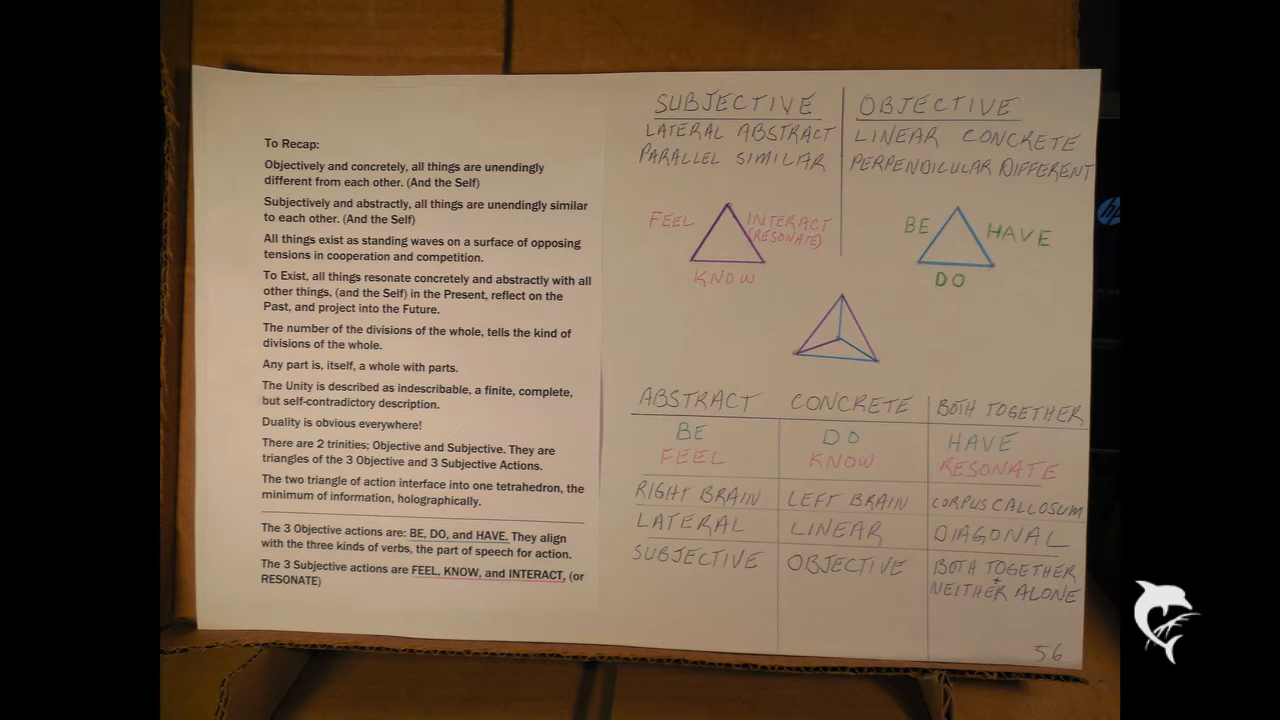 To Recap:
Objectively and concretely, all things are unendingly
different from each other. (And the Self)
Subjectively and abstractly, all things are unendingly similar
to each other. (And the Self)
All things exist as standing waves on a surface of opposing
tensions in cooperation and competition.
To Exist, all things resonate concretely and abstractly with all
other things, (and the Self) in the Present, reflect on the
Past, and project into the Future.
The number of the divisions of the whole, tells the kind of
divisions of the whole.
Any part is, itself, a whole with parts.
The Unity is described as indescribable, a finite, complete,
but self-contradictory description.
Duality is obvious everywhere!
There are 2 trinities; Objective and Subjective. They are
triangles of the 3 Objective and 3 Subjective Actions.
The two triangle of action interface into one tetrahedron, the
minimum of information, holographically.
The 3 Objective actions are: BE, DO, and HAVE. They align
with the three kinds of verbs, the part of speech for action.
The 3 Subjective actions are FEEL, KNOW, and INTERACT, (or
RESONATE)
SUBJECTIVE
LATERAL ABSTRACT
PARALLEL SIMILAR
OBJECTIVE
LINEAR CONCRETE
PERPENDICULAR DIFFERENT
FEEL
INTERACT
(RESONATE)
KNOW
BE
HAVE
DO
ABSTRACT CONCRETE BOTH TOGETHER
BE DO HAVE
FEEL KNOW RESONATE
RIGHT BRAIN LEFT BRAIN CORPUS CALLOSUM
LATERAL LINEAR DIAGONAL
SUBJECTIVE OBJECTIVE BOTH TOGETHER
+
NEITHER ALONE
56
hp